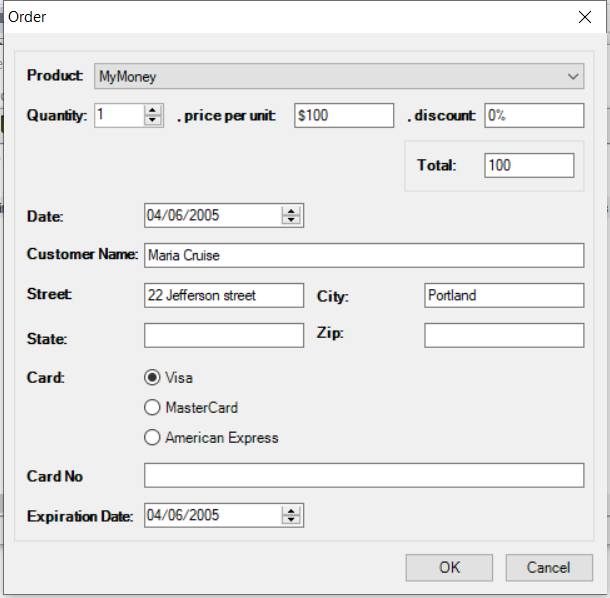 Order
Product: MyMoney
Quantity: 1 . price per unit: $100 . discount: 0%
Total: 100
Date: 04/06/2005
Customer Name: Maria Cruise
Street: 22 Jefferson street City: Portland
State: Zip:
Card: Visa
MasterCard
American Express
Card No
Expiration Date: 04/06/2005
OK Cancel